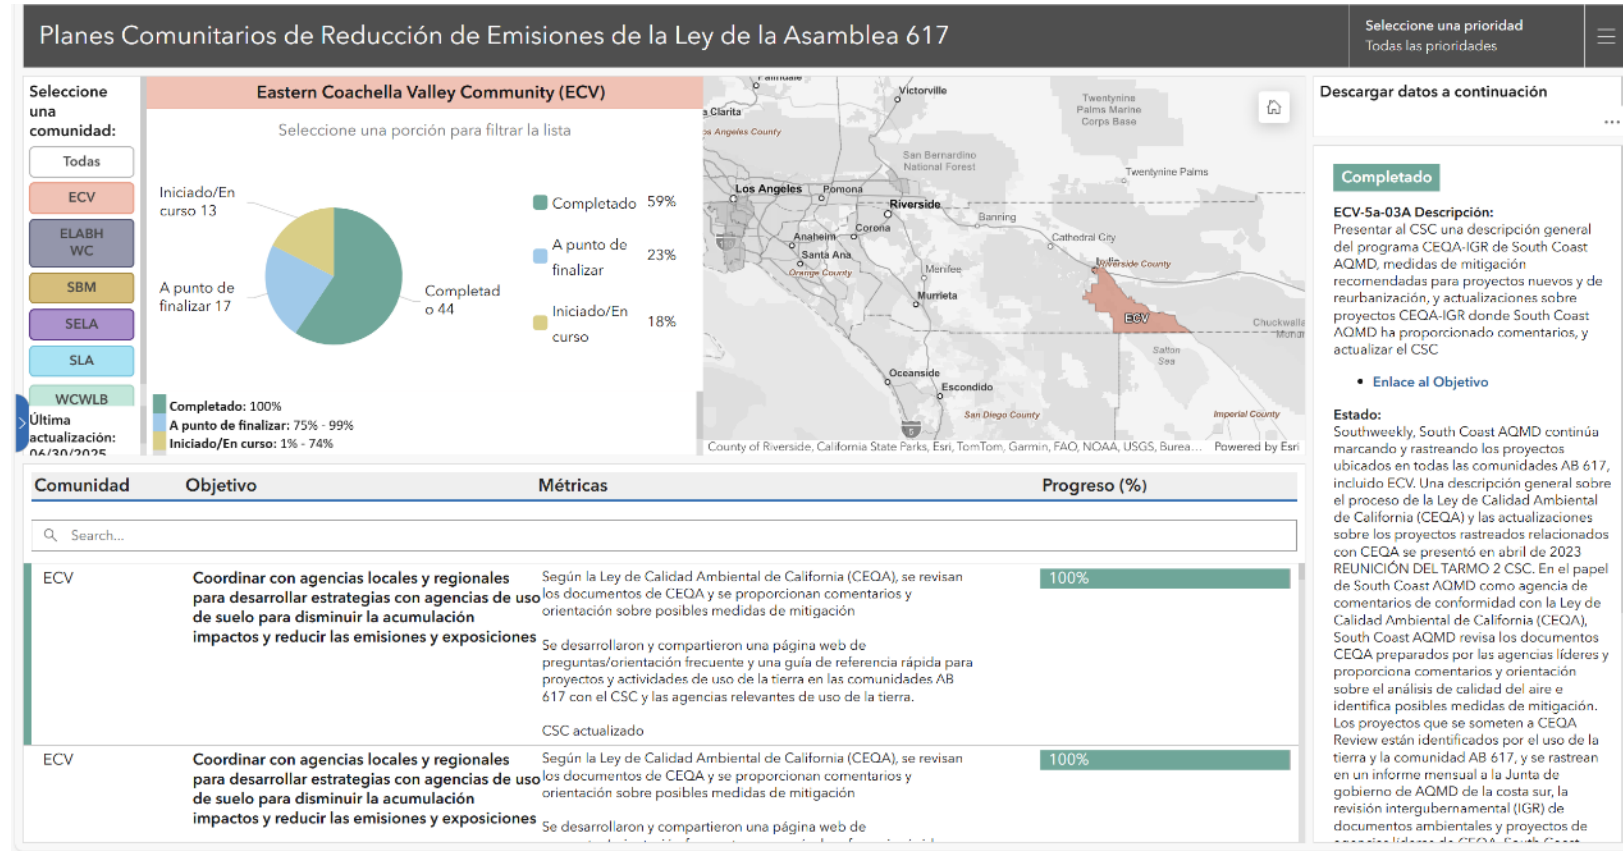 Planes Comunitarios de Reducción de Emisiones de la Ley de la Asamblea 617
Seleccione una prioridad
Todas las prioridades
Seleccione
una
comunidad:
Todas
ECV
ELABH
WC
SBM
SELA
SLA
WCWLB
Última
actualización:
06/30/2025
Eastern Coachella Valley Community (ECV)
Seleccione una porción para filtrar la lista
Iniciado/En
curso 13
A punto de
finalizar 17
Completad
o 44
Completado 59%
A punto de
finalizar
23%
Iniciado/En
curso
18%
Completado: 100%
A punto de finalizar: 75% - 99%
Iniciado/En curso: 1% - 74%
Palmdale
Victorville
a Clarita
os Angeles County
Twentynine
Palms Marine
Corps Base
San Bernardino
National Forest
Twentynine Palms
Los Angeles
Pomona
Riverside
Banning
Corona
Anaheim
Cathedral City
Santa Ana
Orange County
Indio
Riverside County
Menifee
Murrieta
ECV
Chuckwalla
Salton
Sea
Oceanside
Escondido
San Diego County
Imperial County
5
County of Riverside, California State Parks, Esri, TomTom, Garmin, FAO, NOAA, USGS, Burea...
Powered by Esri
Descargar datos a continuación
...
Completado
ECV-5a-03A Descripción:
Presentar al CSC una descripción general
del programa CEQA-IGR de South Coast
AQMD, medidas de mitigación
recomendadas para proyectos nuevos y de
reurbanización, y actualizaciones sobre
proyectos CEQA-IGR donde South Coast
AQMD ha proporcionado comentarios, y
actualizar el CSC
• Enlace al Objetivo
Estado:
Southweekly, South Coast AQMD continúa
marcando y rastreando los proyectos
ubicados en todas las comunidades AB 617,
incluido ECV. Una descripción general sobre
el proceso de la Ley de Calidad Ambiental
de California (CEQA) y las actualizaciones
sobre los proyectos rastreados relacionados
con CEQA se presentó en abril de 2023
REUNIÓN DEL TARMO 2 CSC. En el papel
de South Coast AQMD como agencia de
comentarios de conformidad con la Ley de
Calidad Ambiental de California (CEQA),
South Coast AQMD revisa los documentos
CEQA preparados por las agencias líderes y
proporciona comentarios y orientación
sobre el análisis de calidad del aire e
identifica posibles medidas de mitigación.
Los proyectos que se someten a CEQA
Review están identificados por el uso de la
tierra y la comunidad AB 617, y se rastrean
en un informe mensual a la Junta de
gobierno de AQMD de la costa sur, la
revisión intergubernamental (IGR) de
documentos ambientales y proyectos de
agencias líderes de CEQA. South Coast
Comunidad
Objetivo
Métricas
Progreso (%)
Search...
ECV
Coordinar con agencias locales y regionales
para desarrollar estrategias con agencias de uso
de suelo para disminuir la acumulación
impactos y reducir las emisiones y exposiciones
Según la Ley de Calidad Ambiental de California (CEQA), se revisan
los documentos de CEQA y se proporcionan comentarios y
orientación sobre posibles medidas de mitigación
Se desarrollaron y compartieron una página web de
preguntas/orientación frecuente y una guía de referencia rápida para
proyectos y actividades de uso de la tierra en las comunidades AB
617 con el CSC y las agencias relevantes de uso de la tierra.
CSC actualizado
100%
ECV
Coordinar con agencias locales y regionales
para desarrollar estrategias con agencias de uso
de suelo para disminuir la acumulación
impactos y reducir las emisiones y exposiciones
Según la Ley de Calidad Ambiental de California (CEQA), se revisan
los documentos de CEQA y se proporcionan comentarios y
orientación sobre posibles medidas de mitigación
Se desarrollaron y compartieron una página web de
100%